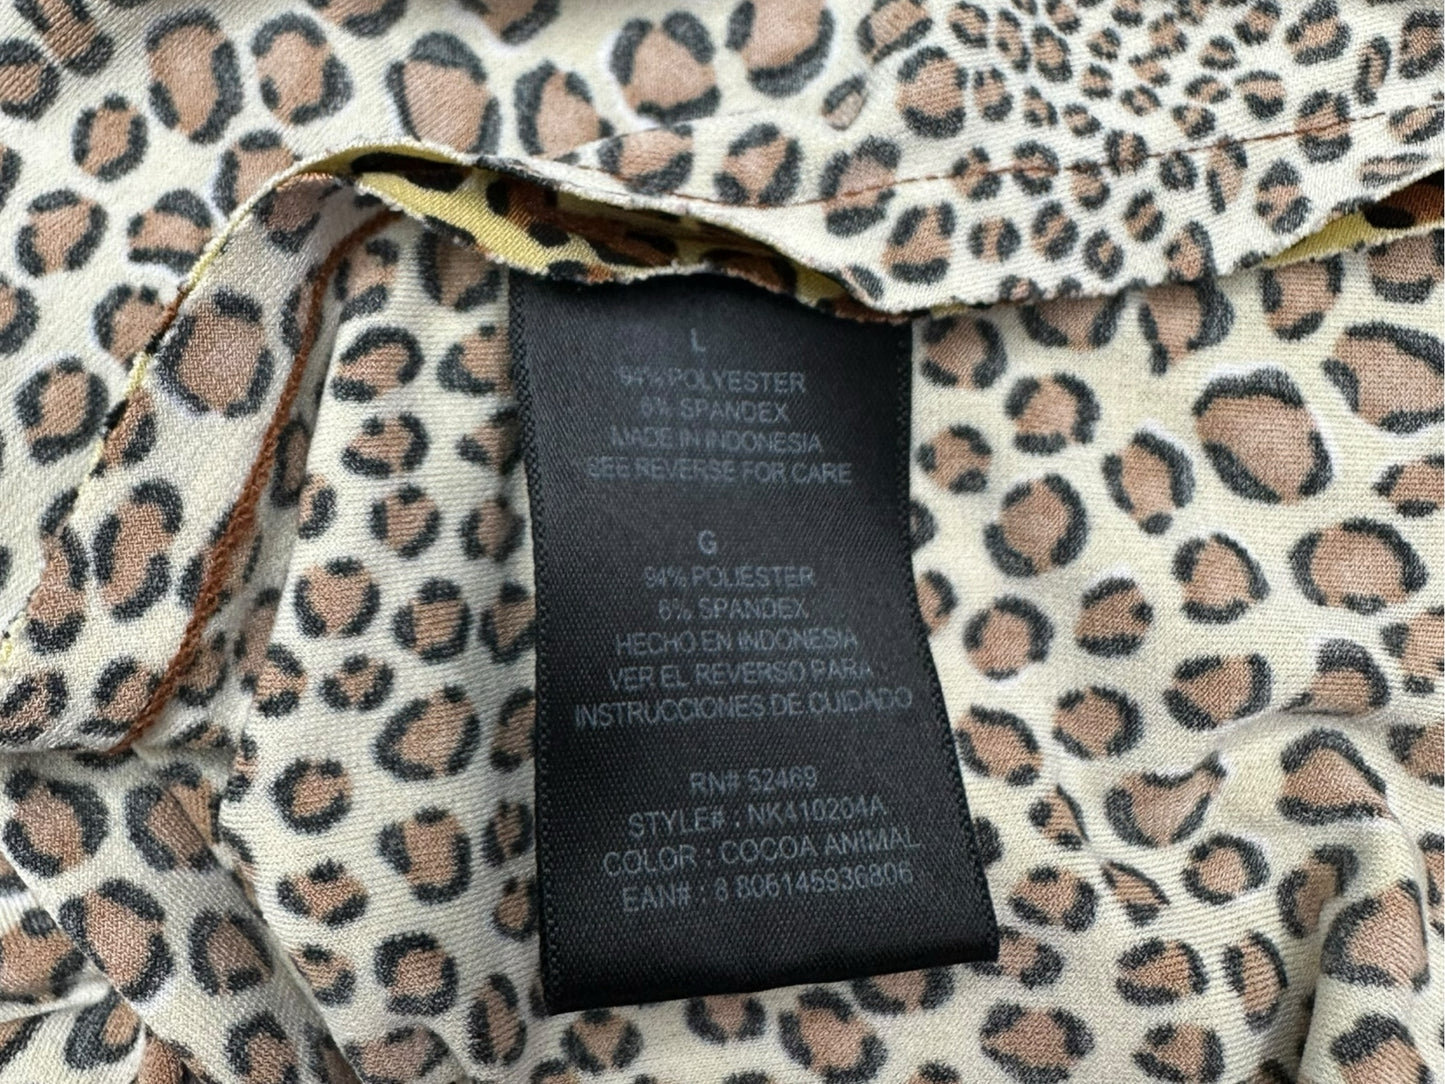 L
94% POLYESTER
6% SPANDEX
MADE IN INDONESIA
SEE REVERSE FOR CARE
G
94% POLIESTER
6% SPANDEX
HECHO EN INDONESIA
VER EL REVERSO PARA
INSTRUCCIONES DE CUIDADO
RN# 52469
STYLE# : NK410204A
COLOR : COCOA ANIMAL
EAN# : 8 806145936806